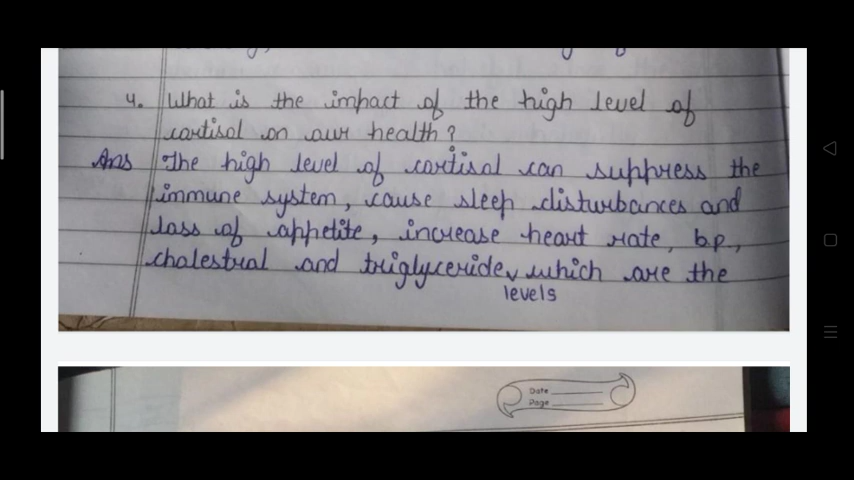 4. What is the impact of the high level of
cortisol on our health?
Ans The high level of cortisol can suppress the
immune system, cause sleep disturbances and
loss of appetite, increase heart rate, b.p.,
cholestral and triglyceride, which are the
levels
Date
Page